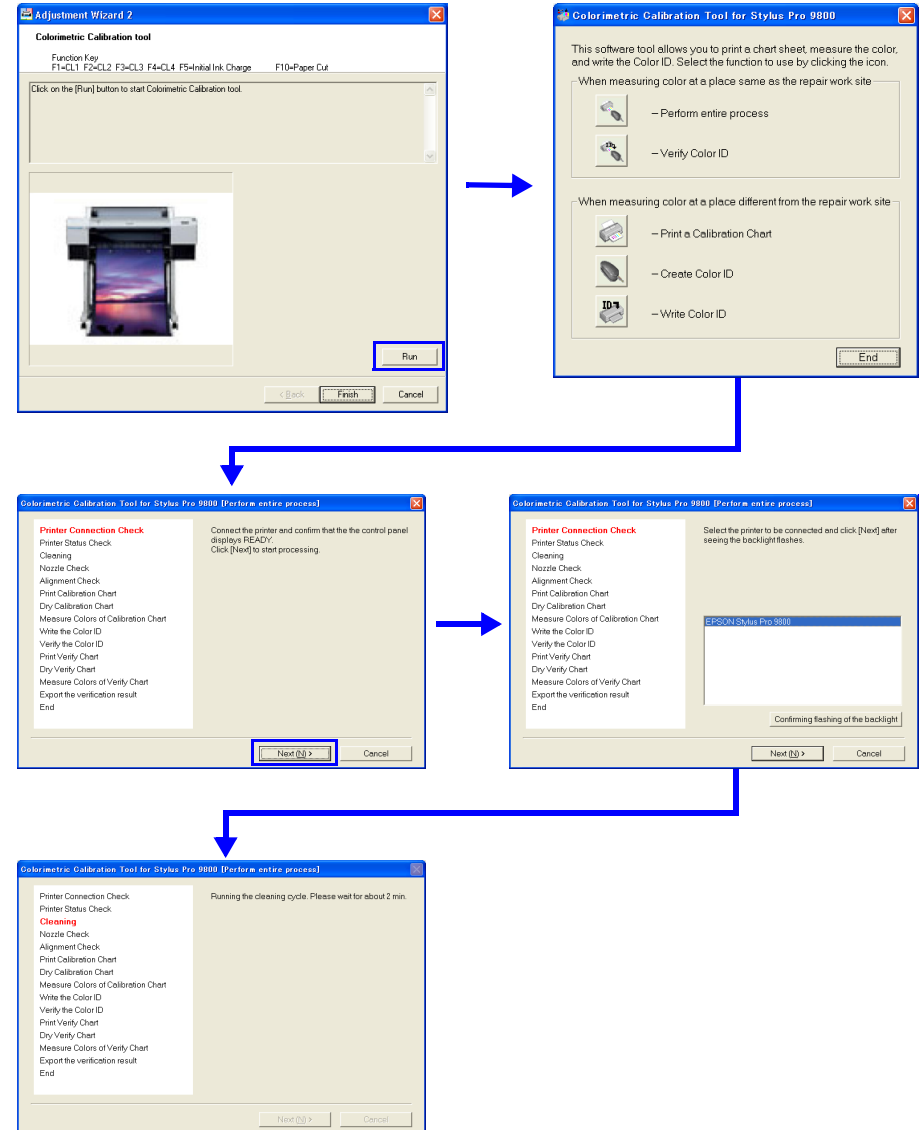 Adjustment Wizard 2
Colorimetric Calibration tool
Function Key
F1=CL1 F2=CL2 F3=CL3 F4=CL4 F5=Initial Ink Charge F10=Paper Cut
Click on the [Run] button to start Colorimetric Calibration tool.
Run
< Back Finish Cancel
Colorimetric Calibration Tool for Stylus Pro 9800
This software tool allows you to print a chart sheet, measure the color,
and write the Color ID. Select the function to use by clicking the icon.
When measuring color at a place same as the repair work site
– Perform entire process
– Verify Color ID
When measuring color at a place different from the repair work site
– Print a Calibration Chart
– Create Color ID
ID
– Write Color ID
End
Colorimetric Calibration Tool for Stylus Pro 9800 [Perform entire process]
Printer Connection Check
Printer Status Check
Cleaning
Nozzle Check
Alignment Check
Print Calibration Chart
Dry Calibration Chart
Measure Colors of Calibration Chart
Write the Color ID
Verify the Color ID
Print Verify Chart
Dry Verify Chart
Measure Colors of Verify Chart
Export the verification result
End
Connect the printer and confirm that the the control panel
displays READY'.
Click [Next] to start processing.
Next (N) > Cancel
Colorimetric Calibration Tool for Stylus Pro 9800 [Perform entire process]
Printer Connection Check
Printer Status Check
Cleaning
Nozzle Check
Alignment Check
Print Calibration Chart
Dry Calibration Chart
Measure Colors of Calibration Chart
Write the Color ID
Verify the Color ID
Print Verify Chart
Dry Verify Chart
Measure Colors of Verify Chart
Export the verification result
End
Select the printer to be connected and click [Next] after
seeing the backlight flashes.
EPSON Stylus Pro 9800
Confirming flashing of the backlight
Next (N) > Cancel
Colorimetric Calibration Tool for Stylus Pro 9800 [Perform entire process]
Printer Connection Check
Printer Status Check
Cleaning
Nozzle Check
Alignment Check
Print Calibration Chart
Dry Calibration Chart
Measure Colors of Calibration Chart
Write the Color ID
Verify the Color ID
Print Verify Chart
Dry Verify Chart
Measure Colors of Verify Chart
Export the verification result
End
Running the cleaning cycle. Please wait for about 2 min.
Next (N) > Cancel